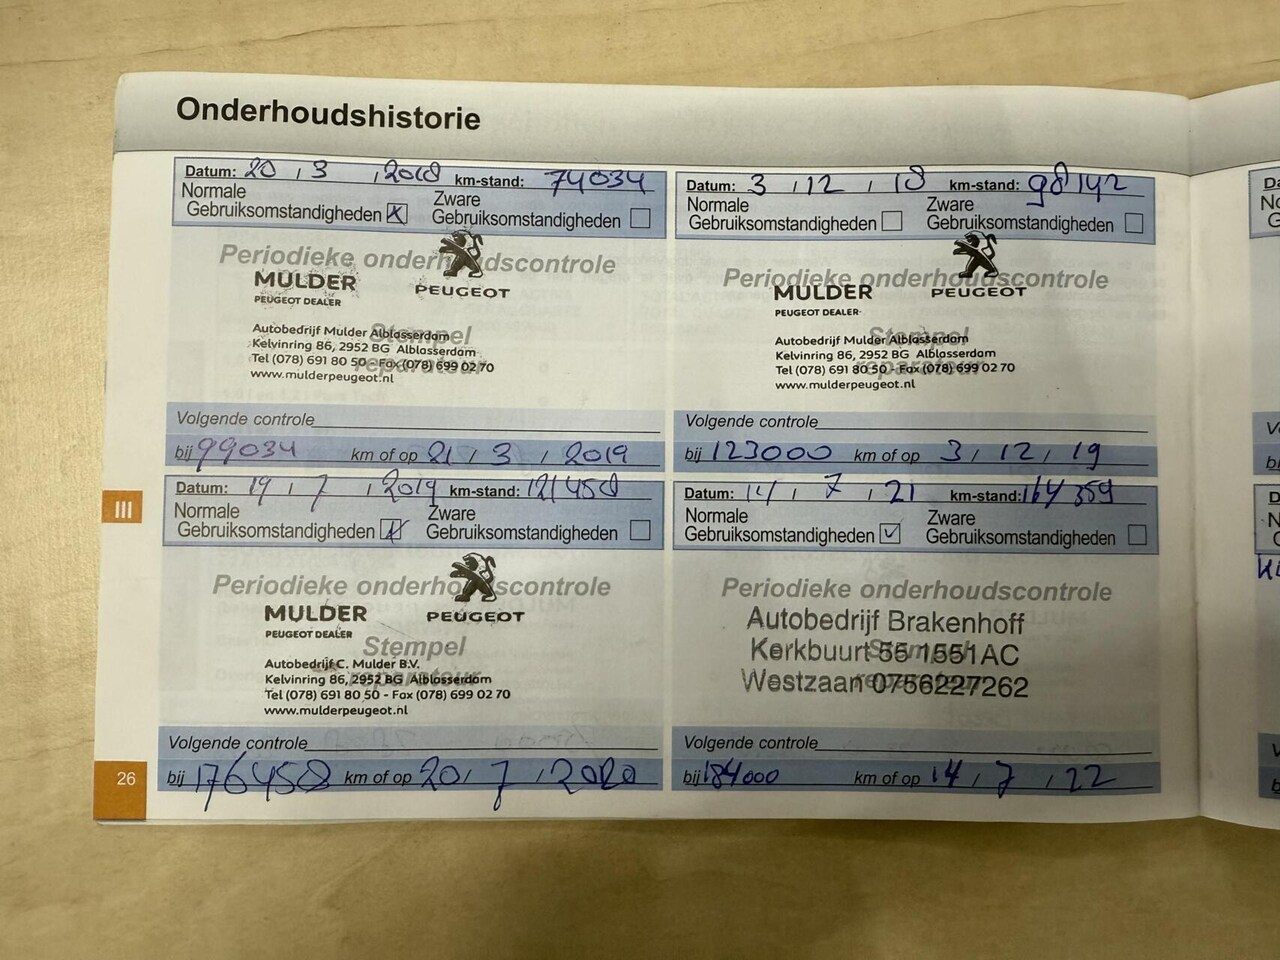 Onderhoudshistorie
Datum: 20 / 3 / 2018 km-stand: 74034
Normale Gebruiksomstandigheden X Zware Gebruiksomstandigheden
Periodieke onderhoudscontrole
MULDER
PEUGEOT DEALER
PEUGEOT
Stempel reparateur
Autobedrijf Mulder Alblasserdam
Kelvinring 86, 2952 BG Alblasserdam
Tel (078) 691 80 50 - Fax (078) 699 02 70
www.mulderpeugeot.nl
Volgende controle
bij 99034 km of op 21 / 3 / 2019
Datum: 3 / 12 / 18 km-stand: 98142
Normale Gebruiksomstandigheden Zware Gebruiksomstandigheden
Periodieke onderhoudscontrole
MULDER
PEUGEOT DEALER
PEUGEOT
Stempel reparateur
Autobedrijf Mulder Alblasserdam
Kelvinring 86, 2952 BG Alblasserdam
Tel (078) 691 80 50 - Fax (078) 699 02 70
www.mulderpeugeot.nl
Volgende controle
bij 123000 km of op 3 / 12 / 19
Datum: 19 / 7 / 2019 km-stand: 121458
Normale Gebruiksomstandigheden X Zware Gebruiksomstandigheden
Periodieke onderhoudscontrole
MULDER
PEUGEOT DEALER
PEUGEOT
Stempel reparateur
Autobedrijf C. Mulder B.V.
Kelvinring 86, 2952 BG Alblasserdam
Tel (078) 691 80 50 - Fax (078) 699 02 70
www.mulderpeugeot.nl
Volgende controle
bij 176458 km of op 20 / 7 / 2020
Datum: 14 / 7 / 21 km-stand: 164359
Normale Gebruiksomstandigheden ✓ Zware Gebruiksomstandigheden
Periodieke onderhoudscontrole
Stempel reparateur
Autobedrijf Brakenhoff
Kerkbuurt 55 1551AC
Westzaan 0756227262
Volgende controle
bij 184000 km of op 14 / 7 / 22
III
26